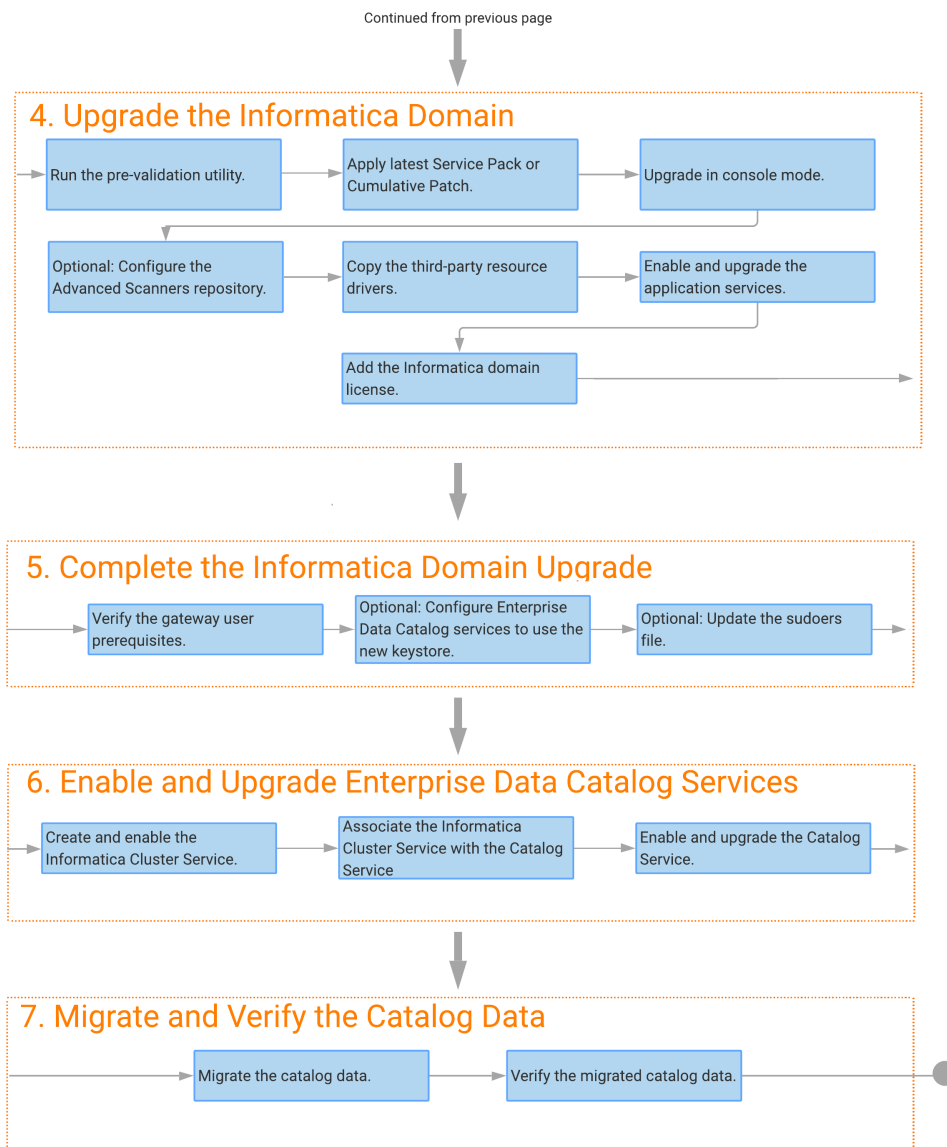 Continued from previous page
4. Upgrade the Informatica Domain
Run the pre-validation utility.
Apply latest Service Pack or
Cumulative Patch.
Upgrade in console mode.
Optional: Configure the
Advanced Scanners repository.
Copy the third-party resource
drivers.
Enable and upgrade the
application services.
Add the Informatica domain
license.
5. Complete the Informatica Domain Upgrade
Verify the gateway user
prerequisites.
Optional: Configure Enterprise
Data Catalog services to use the
new keystore.
Optional: Update the sudoers
file.
6. Enable and Upgrade Enterprise Data Catalog Services
Create and enable the
Informatica Cluster Service.
Associate the Informatica
Cluster Service with the Catalog
Service
Enable and upgrade the Catalog
Service.
7. Migrate and Verify the Catalog Data
Migrate the catalog data.
Verify the migrated catalog data.